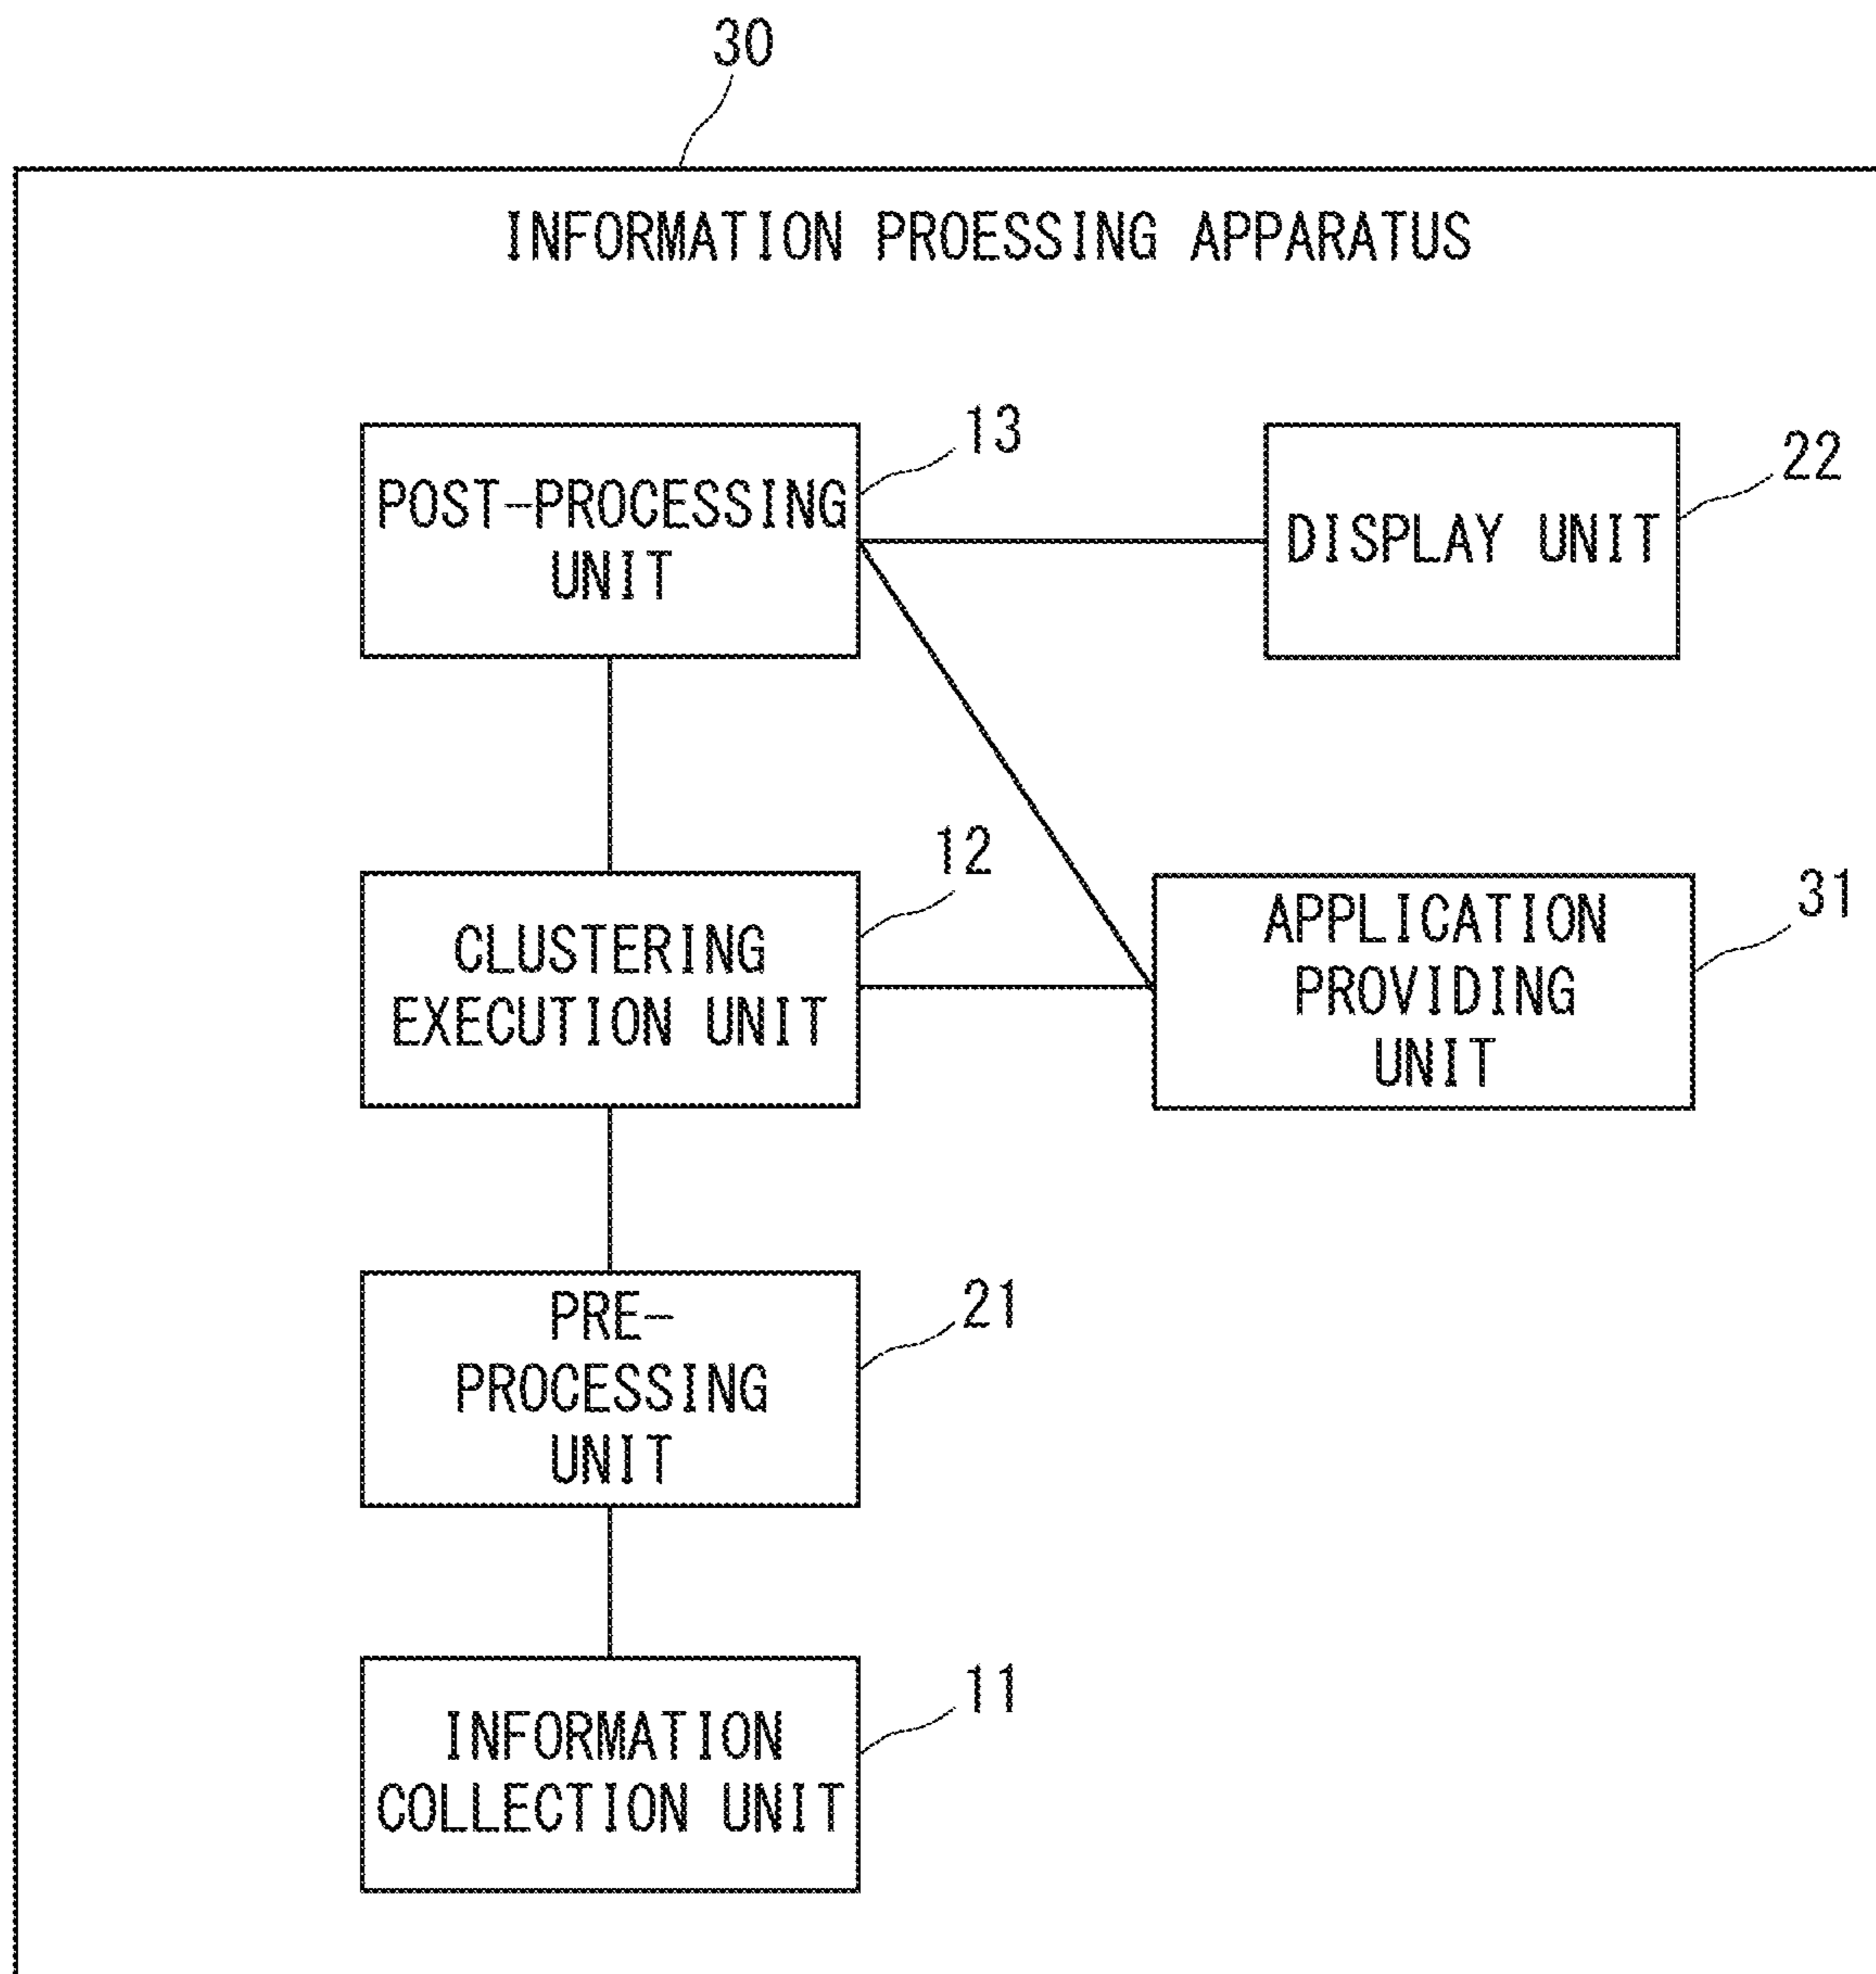 30
INFORMATION PROESSING APPARATUS
13
POST-PROCESSING
UNIT
22
DISPLAY UNIT
12
CLUSTERING
EXECUTION UNIT
31
APPLICATION
PROVIDING
UNIT
21
PRE-
PROCESSING
UNIT
11
INFORMATION
COLLECTION UNIT